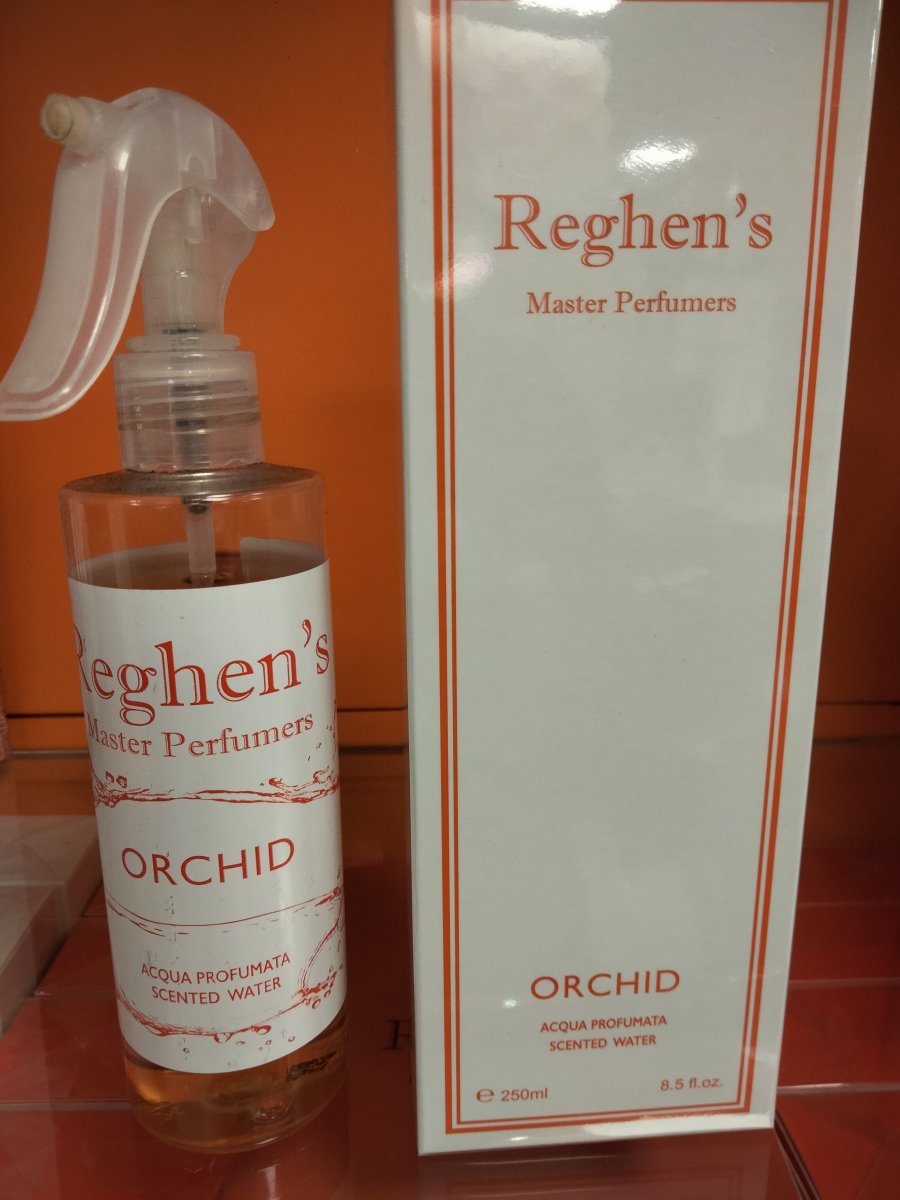 Reghen's
Master Perfumers
ORCHID
ACQUA PROFUMATA
SCENTED WATER
Reghen's
Master Perfumers
ORCHID
ACQUA PROFUMATA
SCENTED WATER
℮ 250ml
8.5 fl.oz.